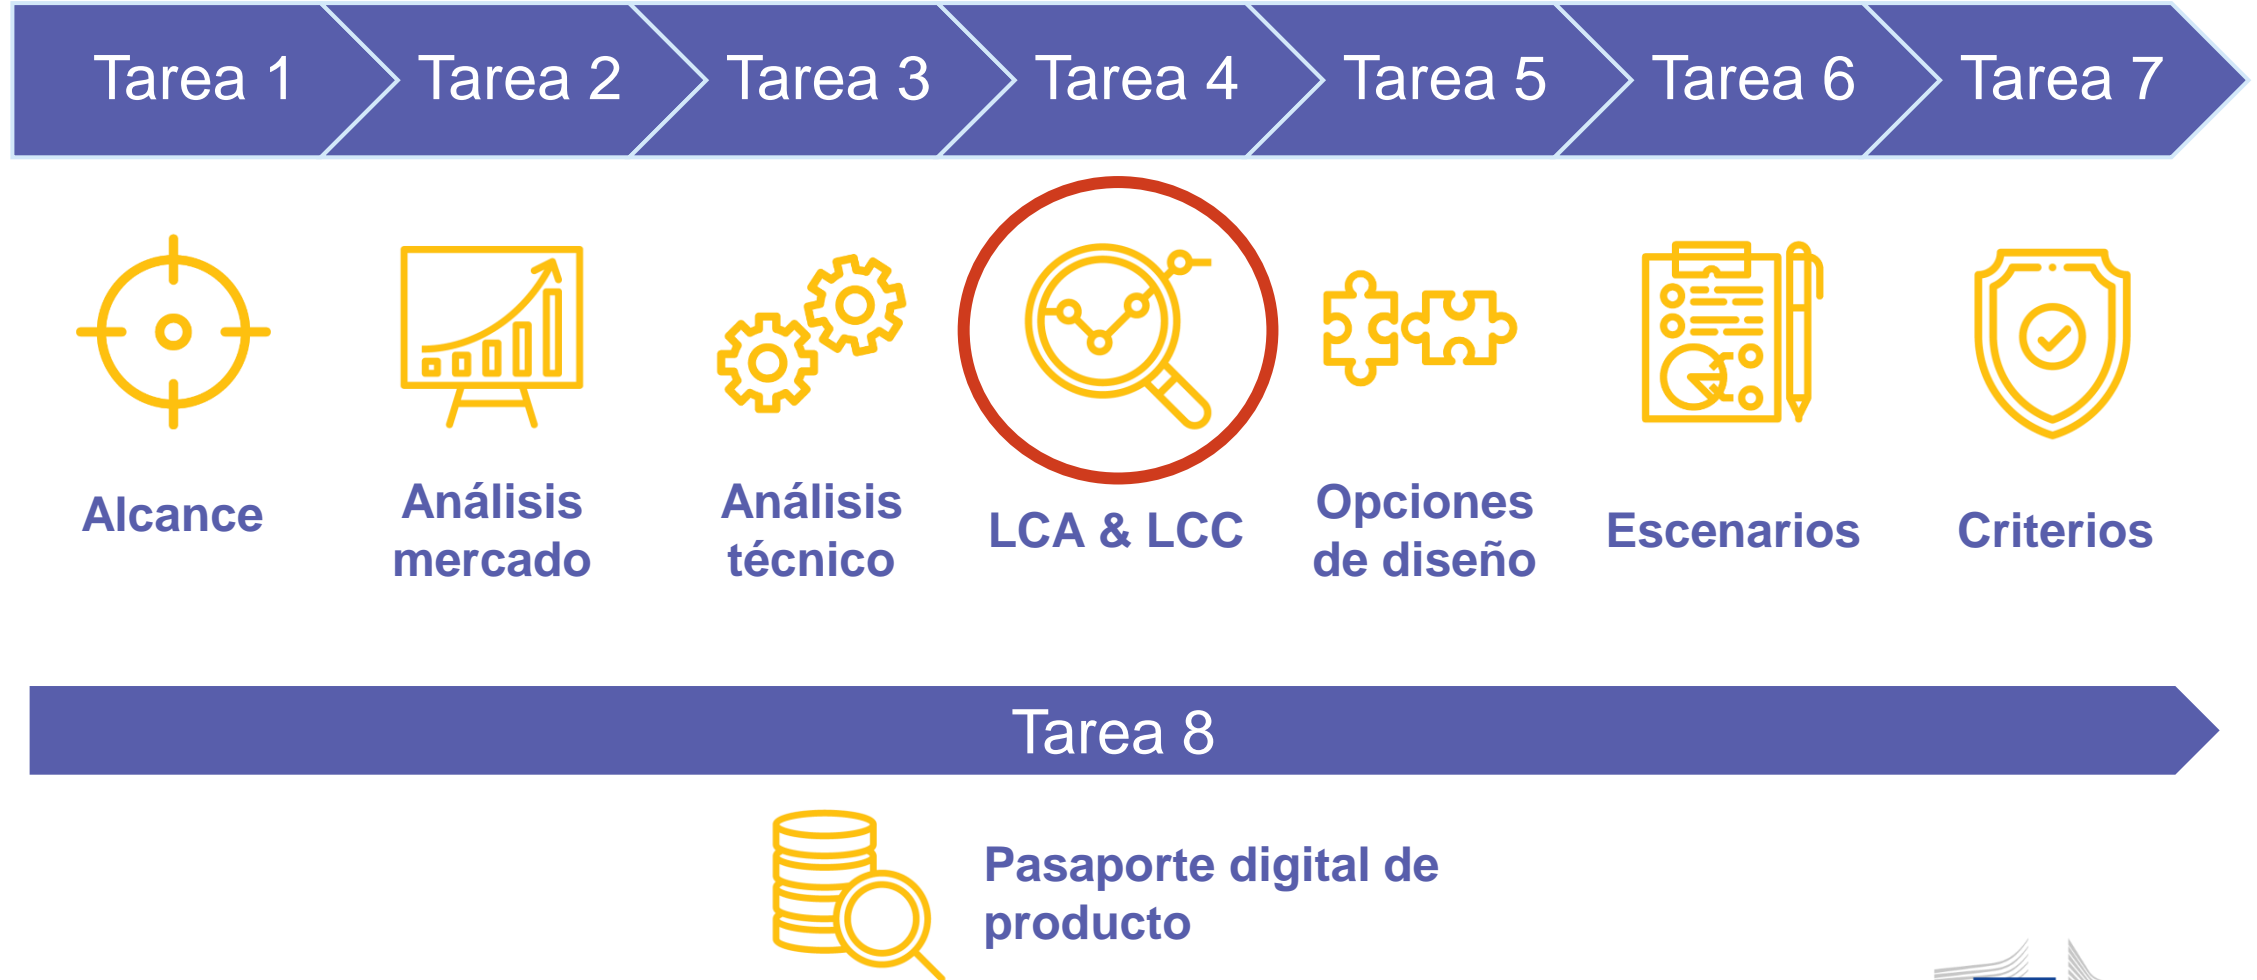 Tarea 1
Tarea 2
Tarea 3
Tarea 4
Tarea 5
Tarea 6
Tarea 7
Alcance
Análisis
mercado
Análisis
técnico
LCA & LCC
Opciones
de diseño
Escenarios
Criterios
Tarea 8
Pasaporte digital de
producto